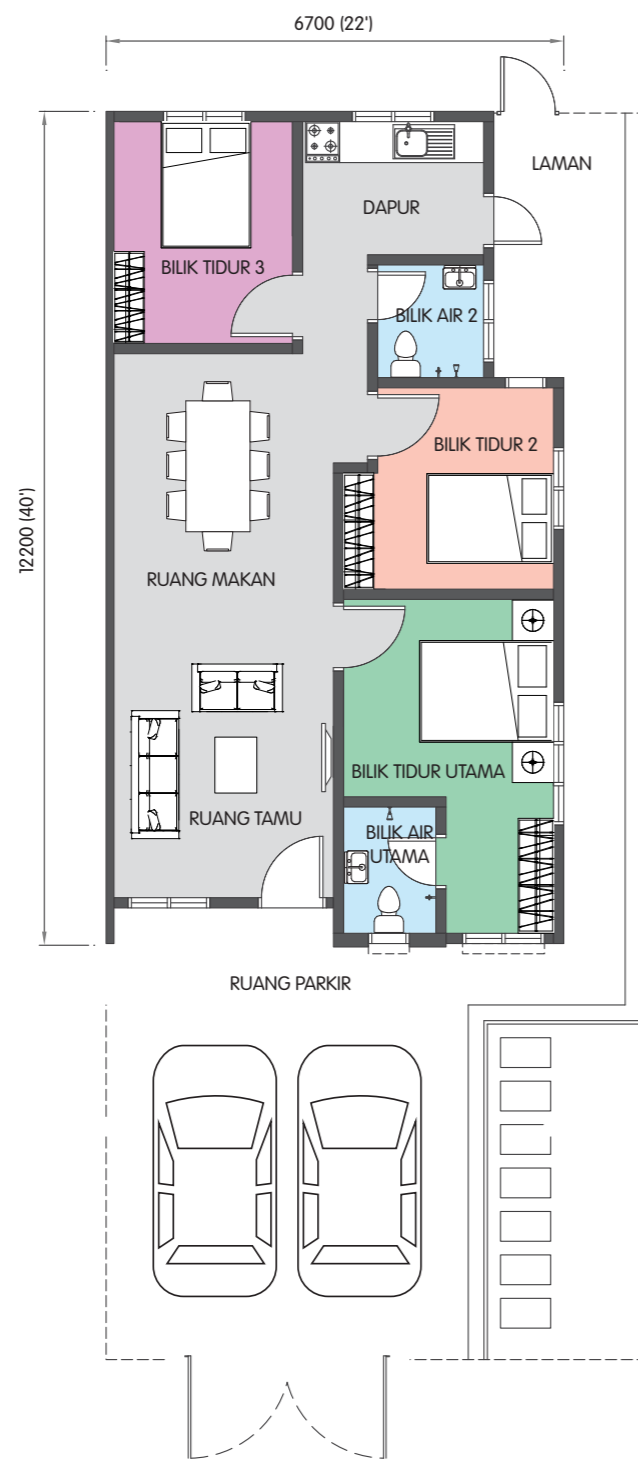 6700 (22')
LAMAN
DAPUR
BILIK TIDUR 3
BILIK AIR 2
BILIK TIDUR 2
12200 (40')
RUANG MAKAN
BILIK TIDUR UTAMA
RUANG TAMU
BILIK AIR
UTAMA
RUANG PARKIR